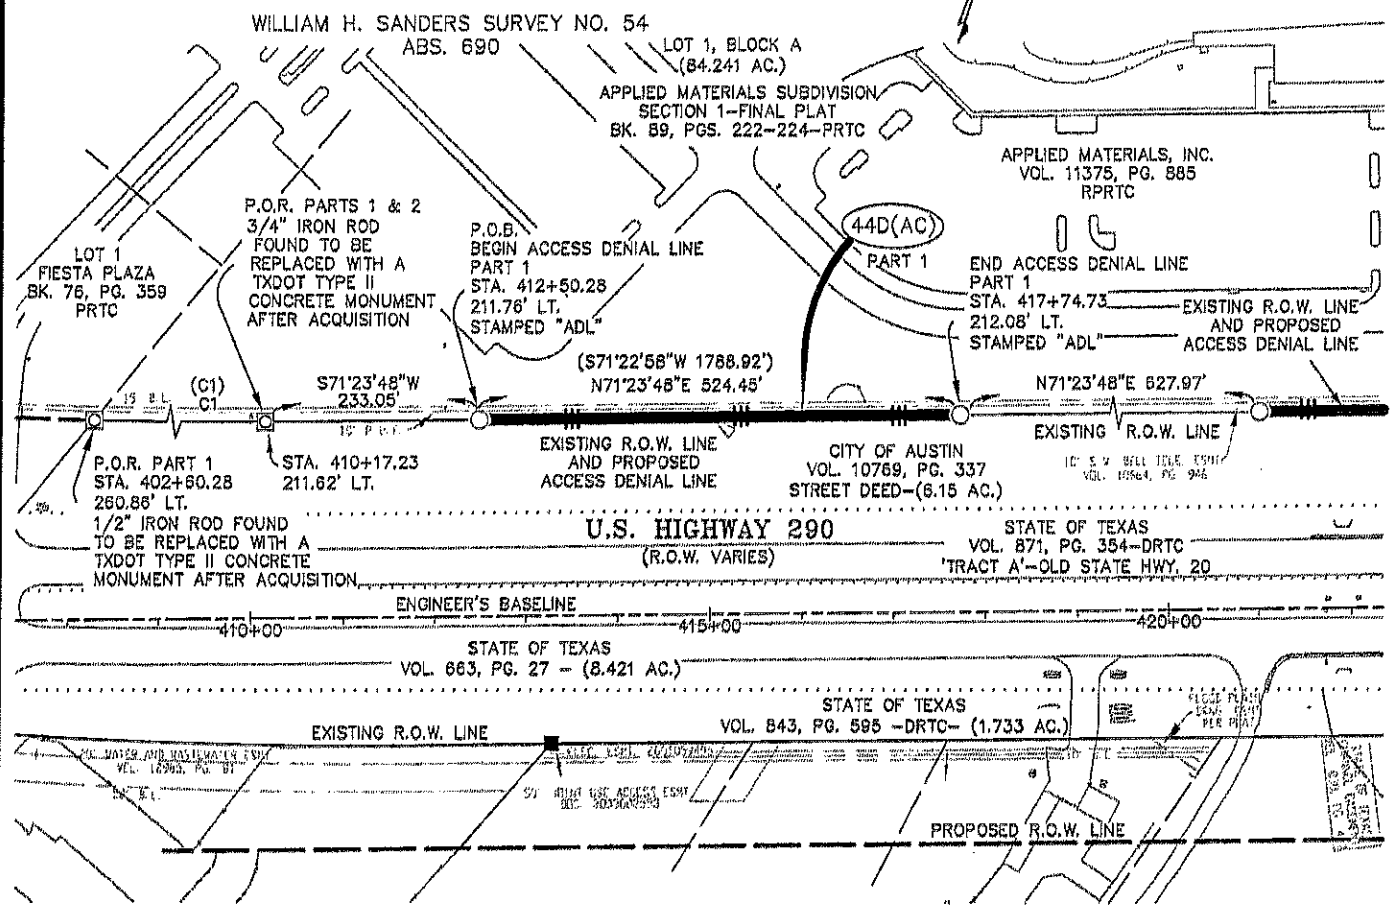 WILLIAM H. SANDERS SURVEY NO. 54
ABS. 690
LOT 1, BLOCK A
(84.241 AC.)
APPLIED MATERIALS SUBDIVISION
SECTION 1-FINAL PLAT
BK. 89, PGS. 222-224-PRTC
APPLIED MATERIALS, INC.
VOL. 11375, PG. 885
RPRTC
LOT 1
FIESTA PLAZA
BK. 76, PG. 359
PRTC
P.O.R. PARTS 1 & 2
3/4" IRON ROD
FOUND TO BE
REPLACED WITH A
TXDOT TYPE II
CONCRETE MONUMENT
AFTER ACQUISITION
P.O.B.
BEGIN ACCESS DENIAL LINE
PART 1
STA. 412+50.28
211.76' LT.
STAMPED "ADL"
44D(AC)
PART 1
END ACCESS DENIAL LINE
PART 1
STA. 417+74.73
212.08' LT.
STAMPED "ADL"
EXISTING R.O.W. LINE
AND PROPOSED
ACCESS DENIAL LINE
15' B.L.
(C1)
C1
S71°23'48"W
233.05'
10' P.U.E.
(S71°22'58"W 1788.92')
N71°23'48"E 524.45'
N71°23'48"E 627.97'
P.O.R. PART 1
STA. 402+60.28
260.86' LT.
1/2" IRON ROD FOUND
TO BE REPLACED WITH A
TXDOT TYPE II CONCRETE
MONUMENT AFTER ACQUISITION
STA. 410+17.23
211.62' LT.
EXISTING R.O.W. LINE
AND PROPOSED
ACCESS DENIAL LINE
CITY OF AUSTIN
VOL. 10769, PG. 337
STREET DEED-(6.15 AC.)
EXISTING R.O.W. LINE
U.S. HIGHWAY 290
(R.O.W. VARIES)
STATE OF TEXAS
VOL. 871, PG. 354-DRTC
'TRACT A'-OLD STATE HWY, 20
ENGINEER'S BASELINE
410+00
415+00
420+00
STATE OF TEXAS
VOL. 663, PG. 27 - (8.421 AC.)
STATE OF TEXAS
VOL. 843, PG. 595 -DRTC- (1.733 AC.)
EXISTING R.O.W. LINE
WATER AND WASTEWATER ESMT
JOINT USE ACCESS ESMT
PROPOSED R.O.W. LINE